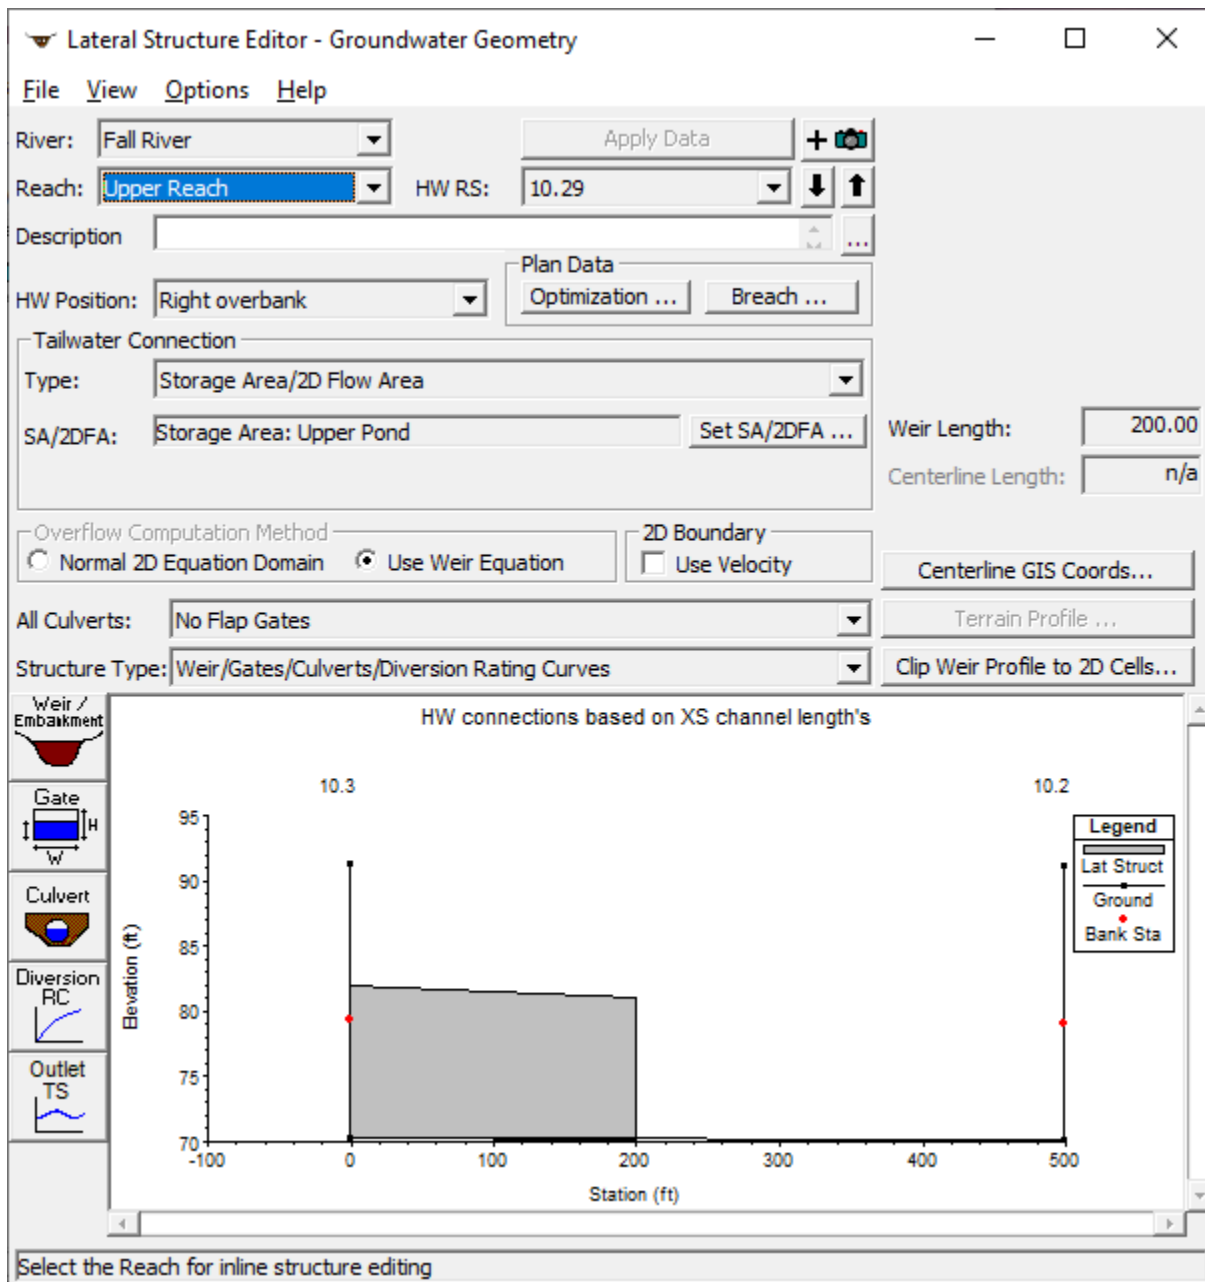 Lateral Structure Editor - Groundwater Geometry
File View Options Help
River: Fall River Apply Data
Reach: Upper Reach HW RS: 10.29
Description ...
Plan Data
HW Position: Right overbank Optimization ... Breach ...
Tailwater Connection
Type: Storage Area/2D Flow Area
SA/2DFA: Storage Area: Upper Pond Set SA/2DFA ... Weir Length: 200.00
Centerline Length: n/a
Overflow Computation Method 2D Boundary
Normal 2D Equation Domain Use Weir Equation Use Velocity Centerline GIS Coords...
All Culverts: No Flap Gates Terrain Profile ...
Structure Type: Weir/Gates/Culverts/Diversion Rating Curves Clip Weir Profile to 2D Cells...
Weir /
Embankment
Gate
H
W
Culvert
Diversion
RC
Outlet
TS
HW connections based on XS channel length's
10.3 10.2
95
90
85
80
75
70
Elevation (ft)
-100 0 100 200 300 400 500
Station (ft)
Legend
Lat Struct
Ground
Bank Sta
Select the Reach for inline structure editing